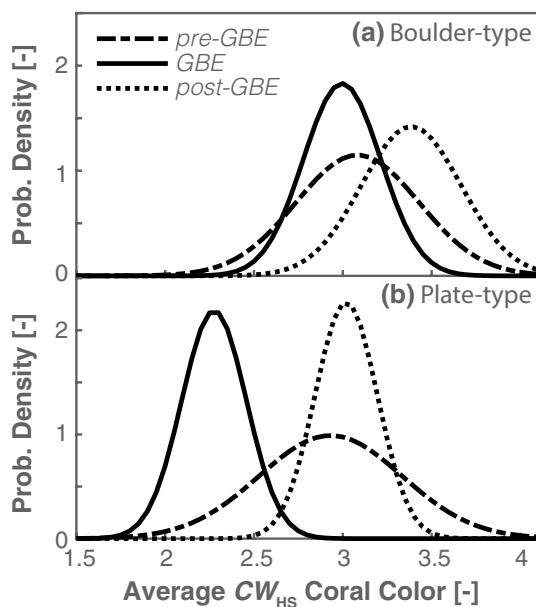 (a) Boulder-type
pre-GBE
GBE
post-GBE
Prob. Density [-]
2
1
0
(b) Plate-type
Prob. Density [-]
2
1
0
1.5 2 2.5 3 3.5 4
Average CW_HS Coral Color [-]